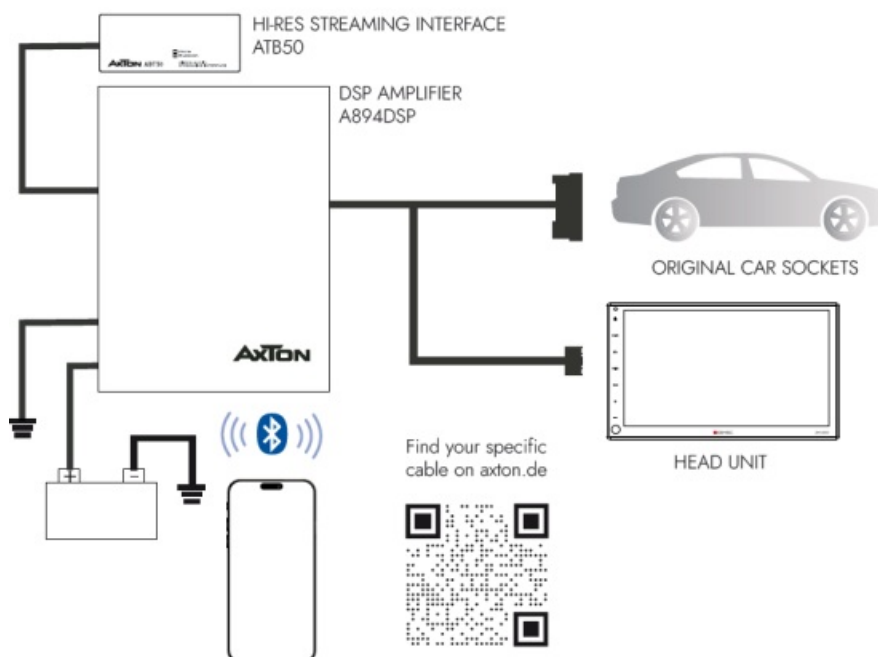 HI-RES STREAMING INTERFACE
ATB50
DSP AMPLIFIER
A894DSP
ORIGINAL CAR SOCKETS
AXTON
+
−
Find your specific
cable on axton.de
HEAD UNIT